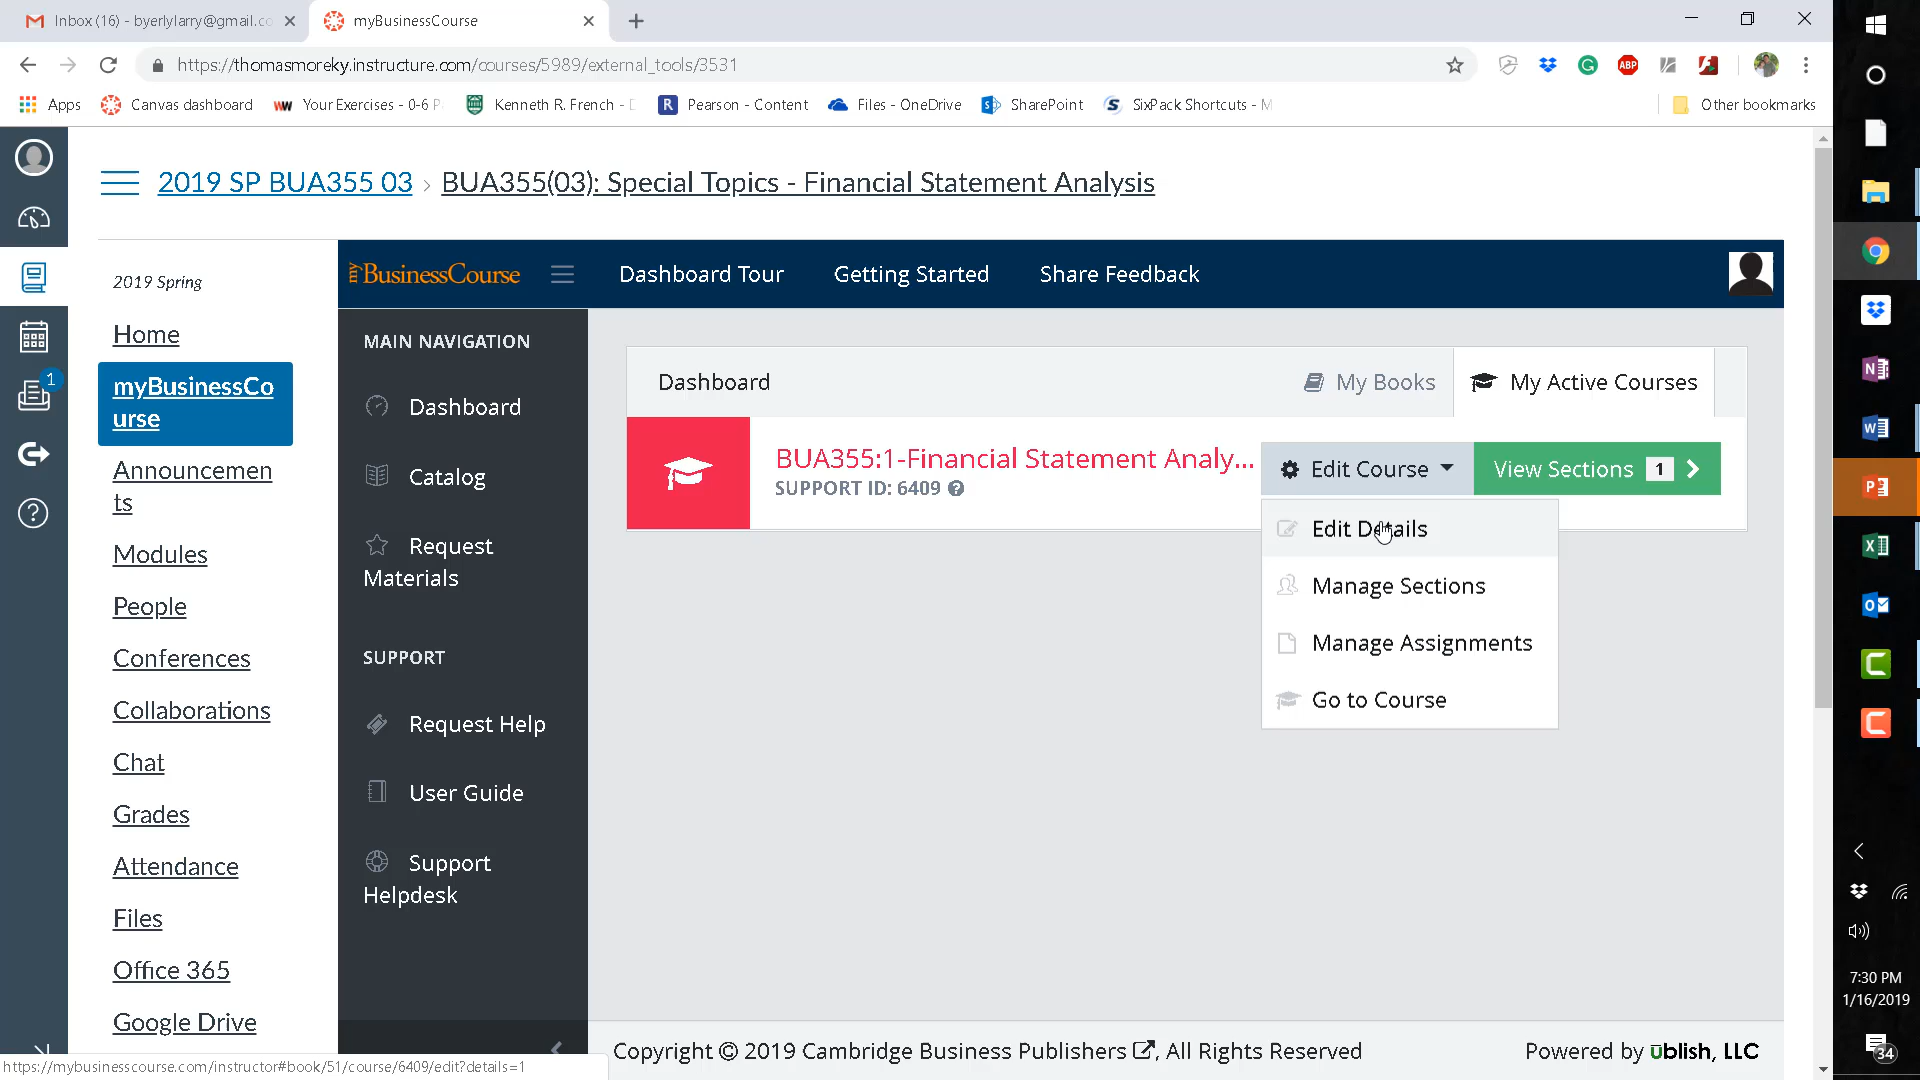 Inbox (16) - byerlylarry@gmail.co
myBusinessCourse
https://thomasmoreky.instructure.com/courses/5989/external_tools/3531
ABP
Apps
Canvas dashboard
Your Exercises - 0-6 P
Kenneth R. French - D
Pearson - Content
Files - OneDrive
SharePoint
SixPack Shortcuts - M
Other bookmarks
2019 SP BUA355 03 › BUA355(03): Special Topics - Financial Statement Analysis
2019 Spring
Home
myBusinessCo
urse
Announcemen
ts
Modules
People
Conferences
Collaborations
Chat
Grades
Attendance
Files
Office 365
Google Drive
1
myBusinessCourse
Dashboard Tour
Getting Started
Share Feedback
MAIN NAVIGATION
Dashboard
Catalog
Request
Materials
SUPPORT
Request Help
User Guide
Support
Helpdesk
Dashboard
My Books
My Active Courses
BUA355:1-Financial Statement Analy...
SUPPORT ID: 6409
Edit Course
View Sections 1
Edit Details
Manage Sections
Manage Assignments
Go to Course
Copyright © 2019 Cambridge Business Publishers, All Rights Reserved
Powered by ūblish, LLC
https://mybusinesscourse.com/instructor#book/51/course/6409/edit?details=1
7:30 PM
1/16/2019
34